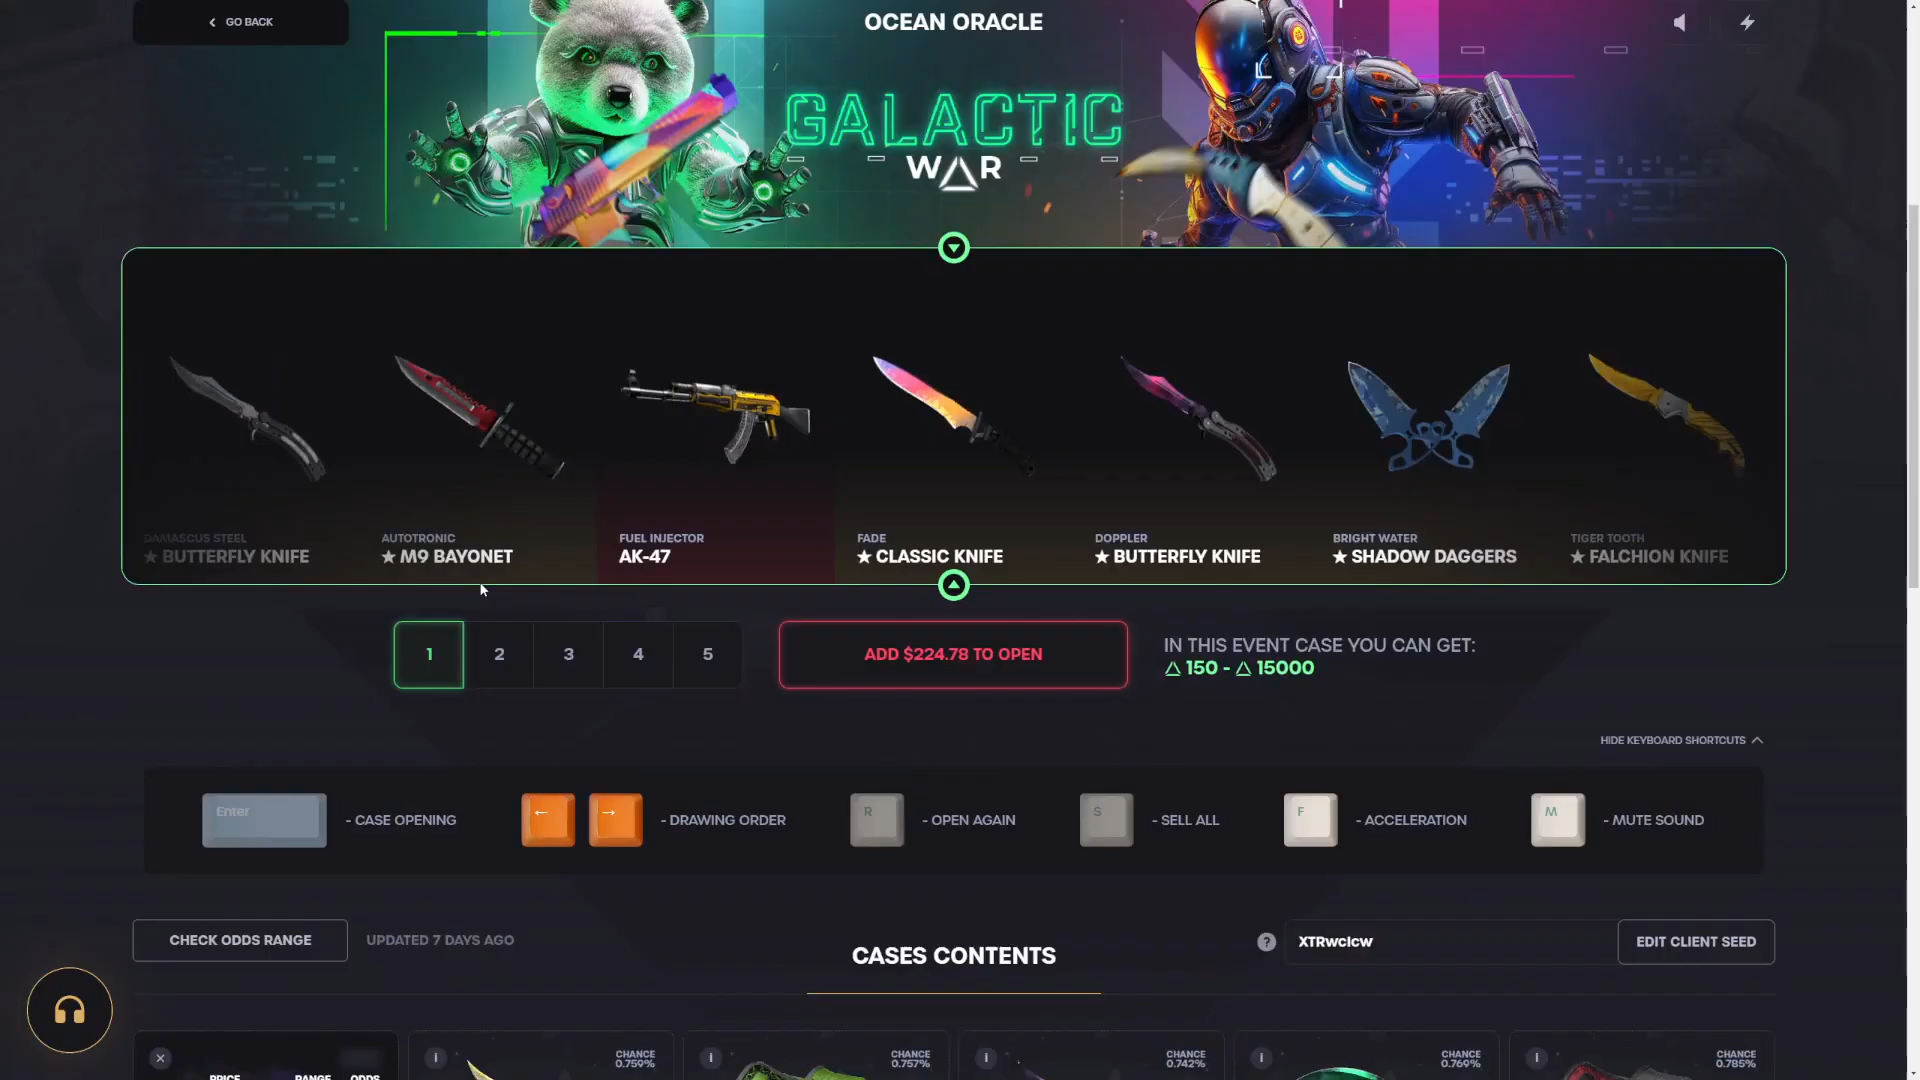 GO BACK
OCEAN ORACLE
GALACTIC
WAR
DAMASCUS STEEL
★ BUTTERFLY KNIFE
AUTOTRONIC
★ M9 BAYONET
FUEL INJECTOR
AK-47
FADE
★ CLASSIC KNIFE
DOPPLER
★ BUTTERFLY KNIFE
BRIGHT WATER
★ SHADOW DAGGERS
TIGER TOOTH
★ FALCHION KNIFE
1 2 3 4 5
ADD $224.78 TO OPEN
IN THIS EVENT CASE YOU CAN GET:
150 - 15000
HIDE KEYBOARD SHORTCUTS
Enter - CASE OPENING
← → - DRAWING ORDER
R - OPEN AGAIN
S - SELL ALL
F - ACCELERATION
M - MUTE SOUND
CHECK ODDS RANGE
UPDATED 7 DAYS AGO
CASES CONTENTS
? XTRwclcw
EDIT CLIENT SEED
PRICE RANGE ODDS
CHANCE
0.759%
CHANCE
0.757%
CHANCE
0.742%
CHANCE
0.769%
CHANCE
0.785%